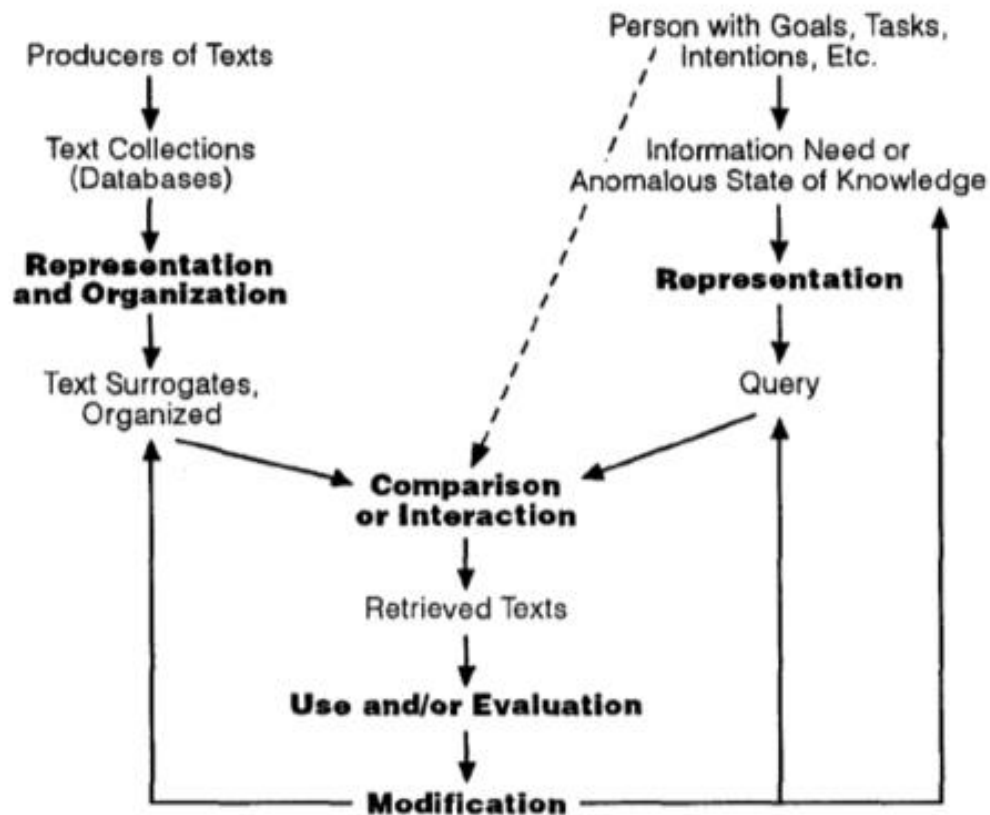 Producers of Texts
Person with Goals, Tasks,
Intentions, Etc.
Text Collections
(Databases)
Information Need or
Anomalous State of Knowledge
Representation
and Organization
Representation
Text Surrogates,
Organized
Query
Comparison
or Interaction
Retrieved Texts
Use and/or Evaluation
Modification